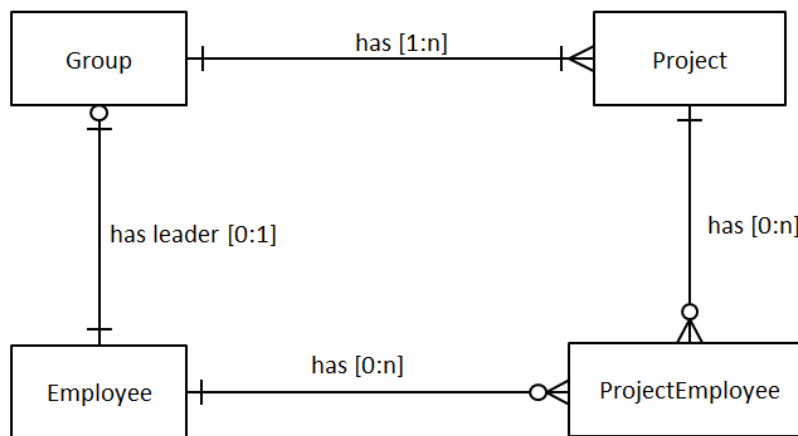 Group
has [1:n]
Project
has leader [0:1]
has [0:n]
Employee
has [0:n]
ProjectEmployee